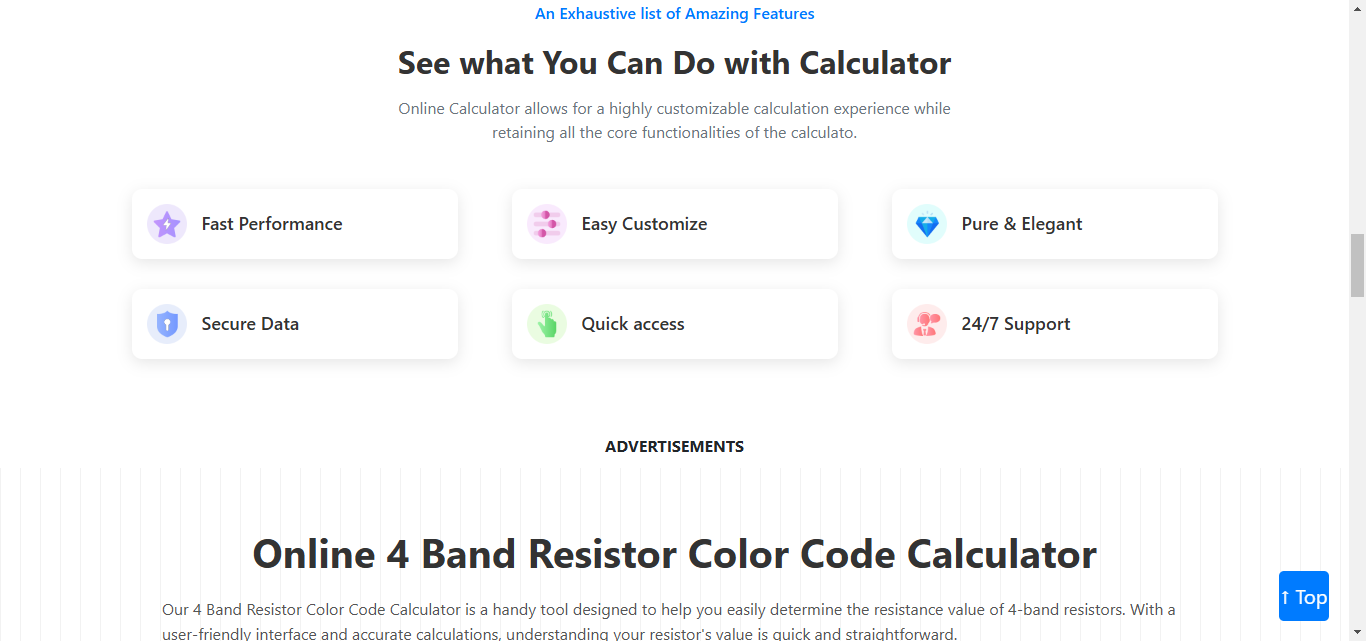 An Exhaustive list of Amazing Features
See what You Can Do with Calculator
Online Calculator allows for a highly customizable calculation experience while
retaining all the core functionalities of the calculato.
Fast Performance
Easy Customize
Pure & Elegant
Secure Data
Quick access
24/7 Support
ADVERTISEMENTS
Online 4 Band Resistor Color Code Calculator
Our 4 Band Resistor Color Code Calculator is a handy tool designed to help you easily determine the resistance value of 4-band resistors. With a
user-friendly interface and accurate calculations, understanding your resistor's value is quick and straightforward.
↑ Top